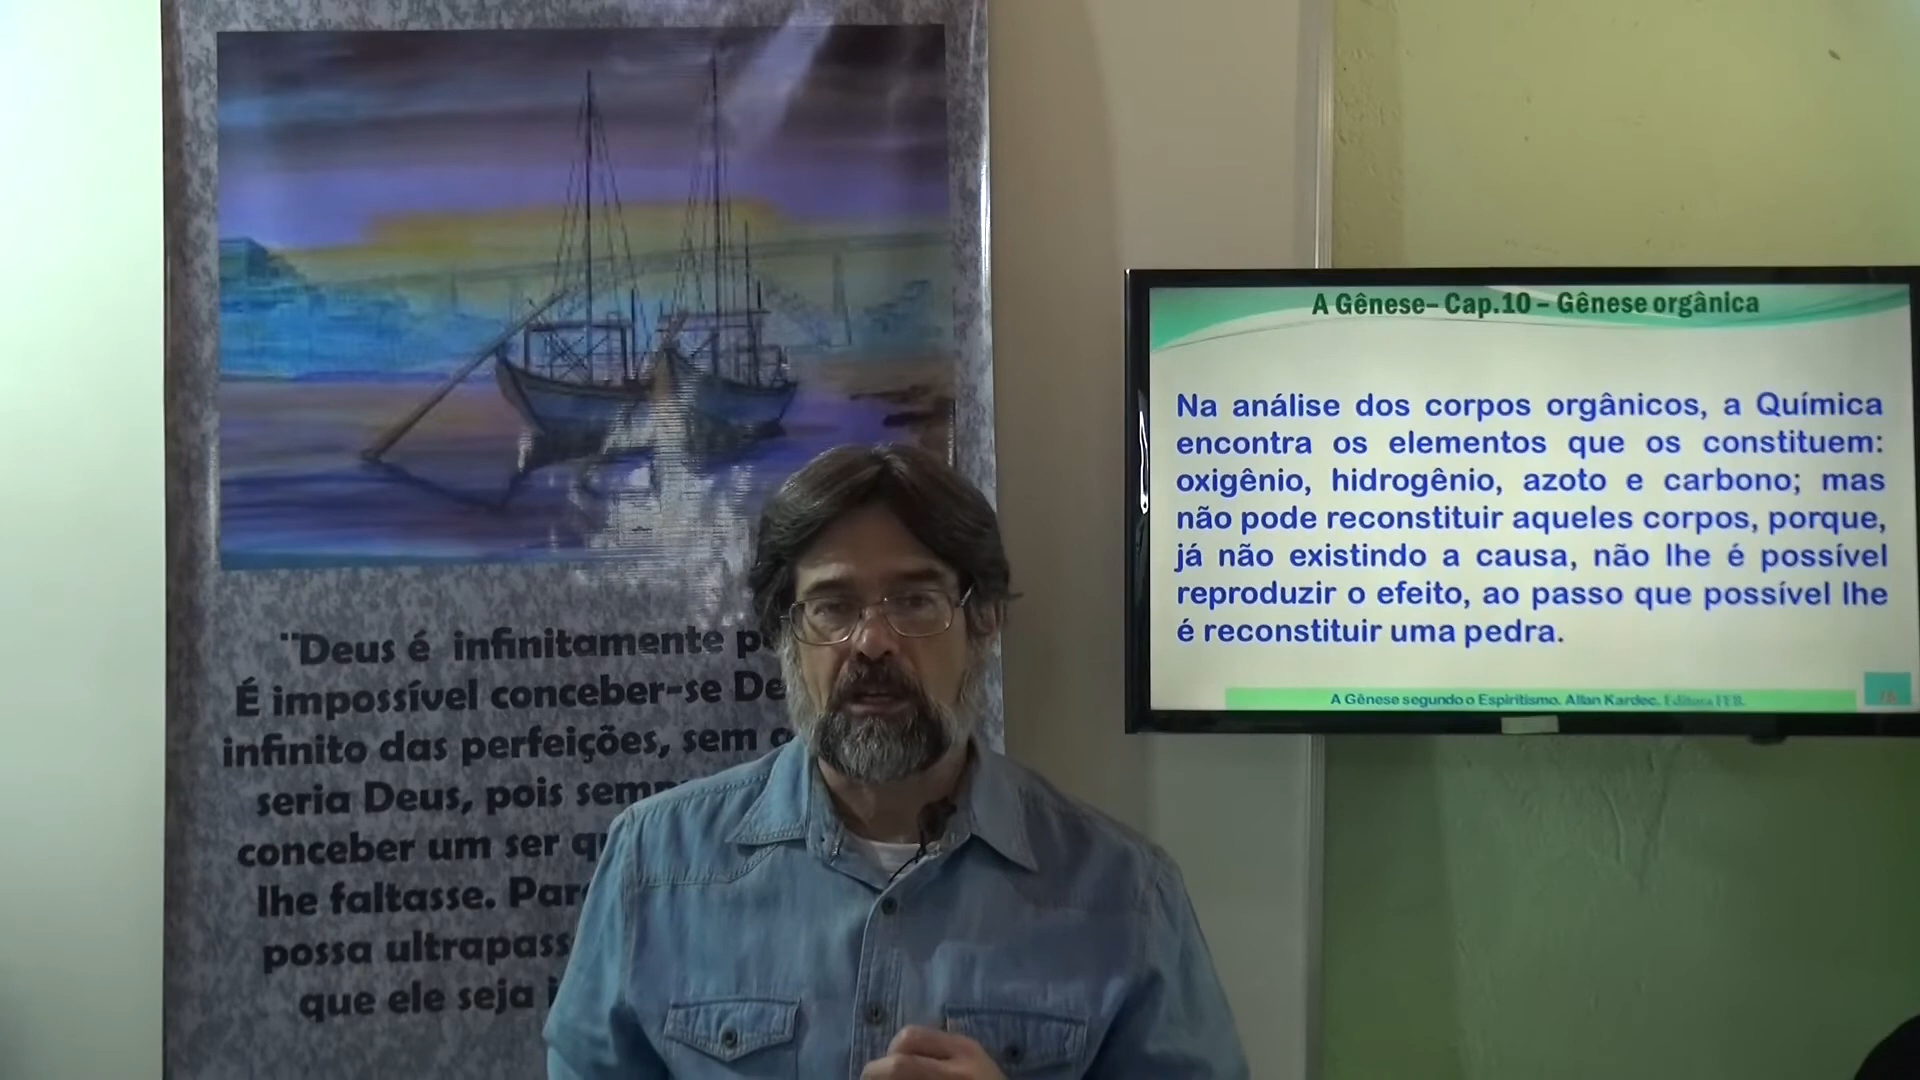 ¨Deus é infinitamente
É impossível conceber-se
infinito das perfeições, sem
seria Deus, pois
conceber um ser
lhe faltasse.
possa
que ele seja
A Gênese– Cap.10 – Gênese orgânica
Na análise dos corpos orgânicos, a Química
encontra os elementos que os constituem:
oxigênio, hidrogênio, azoto e carbono; mas
não pode reconstituir aqueles corpos, porque,
já não existindo a causa, não lhe é possível
reproduzir o efeito, ao passo que possível lhe
é reconstituir uma pedra.
A Gênese segundo o Espiritismo. Allan Kardec. Editora FEB.